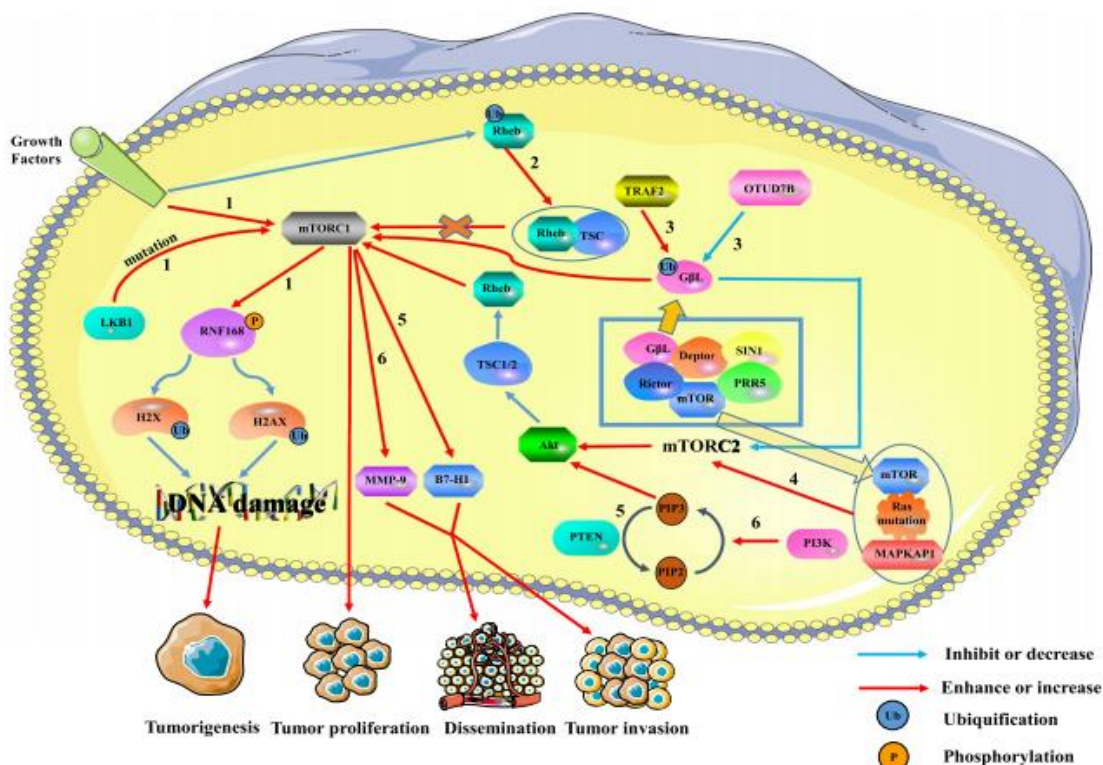 Growth
Factors
Ub
Rheb
2
TRAF2
OTUD7B
1
mTORC1
Rheb
TSC
3
3
mutation
1
Ub
GβL
1
Rheb
LKB1
RNF168
P
5
GβL
Deptor
SIN1
6
TSC1/2
Rictor
mTOR
PRR5
H2X
Ub
H2AX
Ub
Akt
mTORC2
mTOR
4
MMP-9
B7-H1
Ras
mutation
DNA damage
PTEN
5
PIP3
6
PI3K
MAPKAP1
PIP2
Tumorigenesis
Tumor proliferation
Dissemination
Tumor invasion
Inhibit or decrease
Enhance or increase
Ub
Ubiquification
P
Phosphorylation